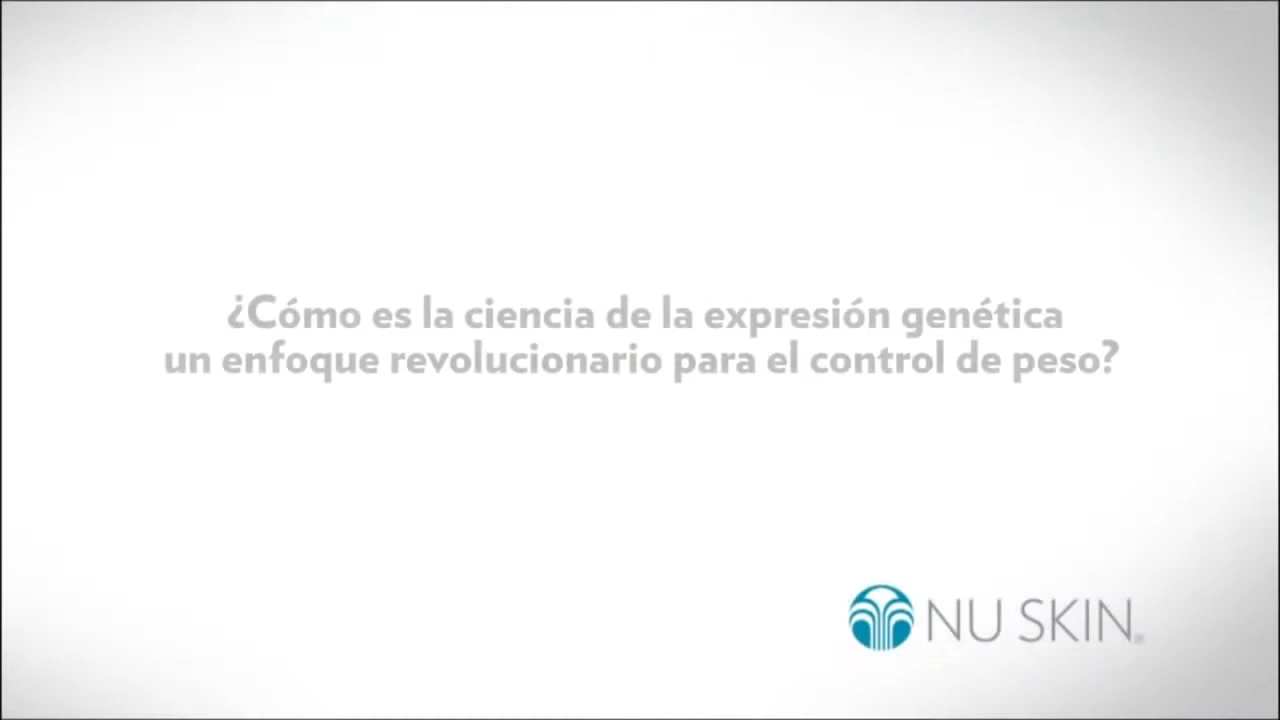 ¿Cómo es la ciencia de la expresión genética
un enfoque revolucionario para el control de peso?
NU SKIN®